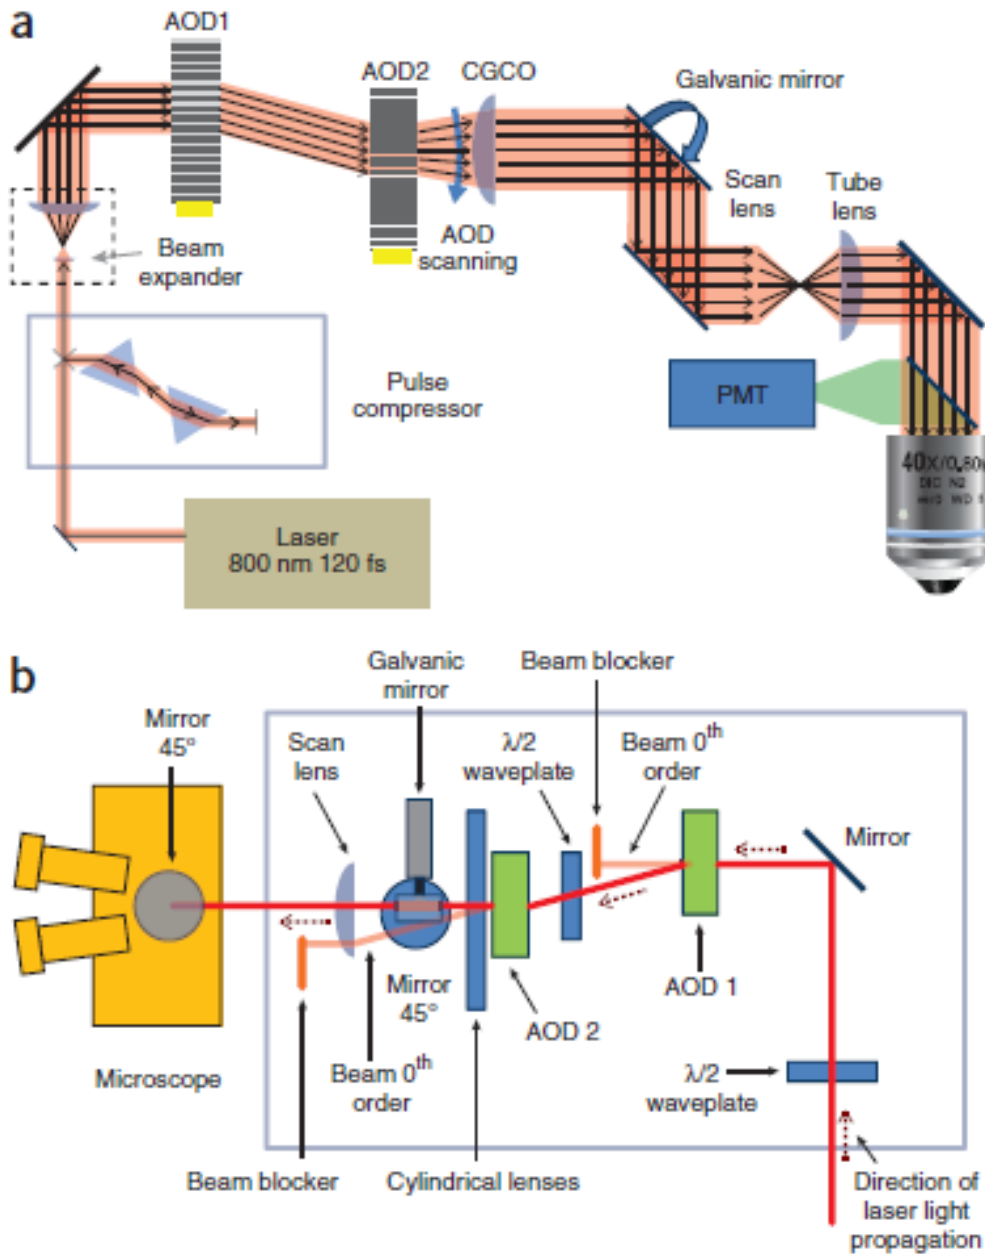 a
AOD1
AOD2
CGCO
Galvanic mirror
Scan
lens
Tube
lens
AOD
scanning
Beam
expander
Pulse
compressor
PMT
Laser
800 nm 120 fs
40X/0.80
DIC N2
b
Galvanic
mirror
Beam blocker
Mirror
45°
Scan
lens
λ/2
waveplate
Beam 0th
order
Mirror
Mirror
45°
AOD 2
AOD 1
Microscope
Beam 0th
order
λ/2
waveplate
Beam blocker
Cylindrical lenses
Direction of
laser light
propagation